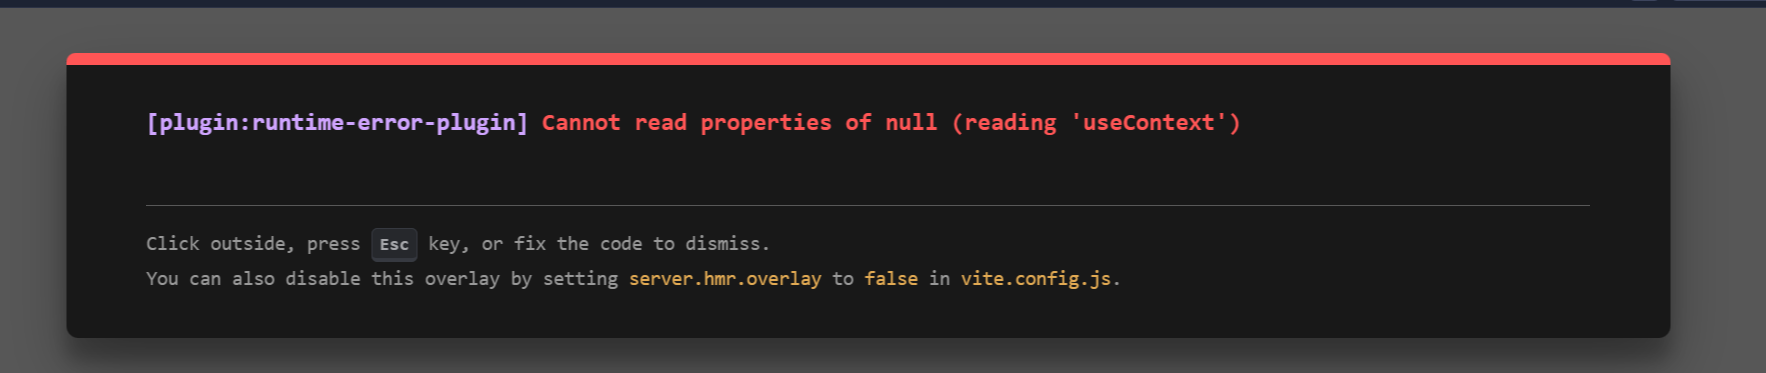 [plugin:runtime-error-plugin] Cannot read properties of null (reading 'useContext')
Click outside, press Esc key, or fix the code to dismiss.
You can also disable this overlay by setting server.hmr.overlay to false in vite.config.js.